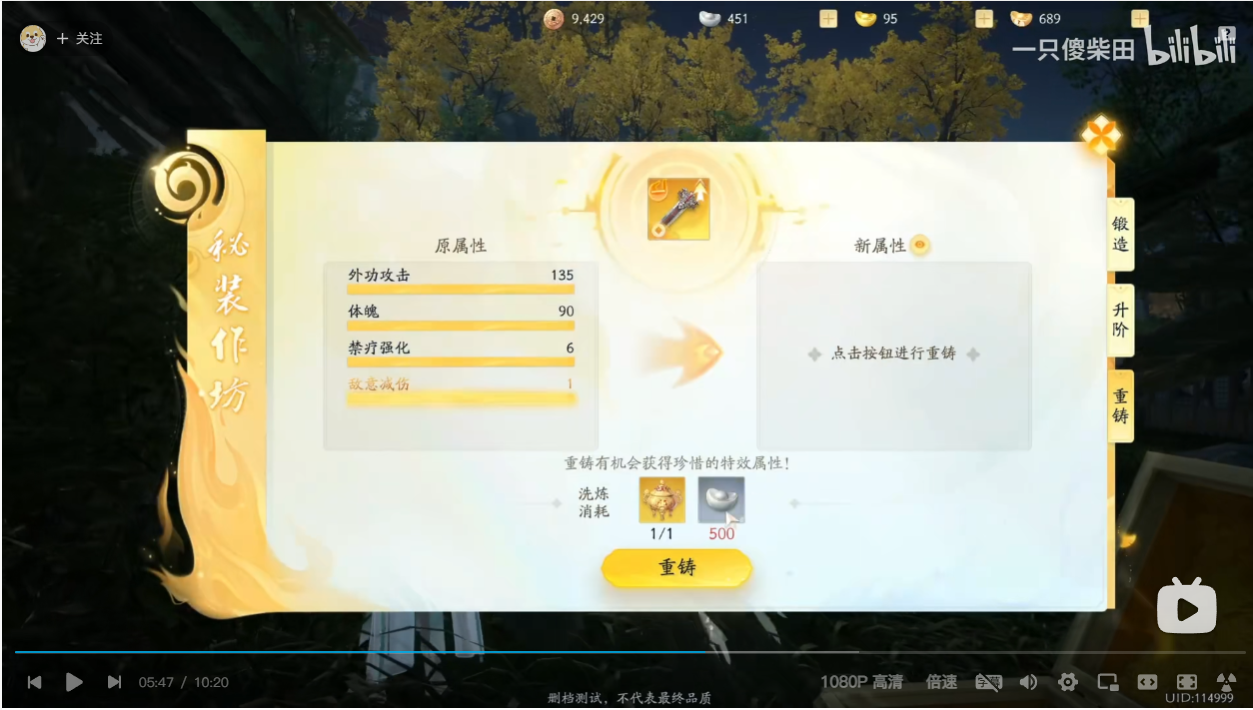 9,429
451
95
689
+ 关注
一只傻柴田 bilibili
秘装作坊
锻造
升阶
重铸
原属性
外功攻击 135
体魄 90
禁疗强化 6
敌意减伤 1
新属性
点击按钮进行重铸
重铸有机会获得珍惜的特效属性!
洗炼
消耗
1/1
500
重铸
05:47 / 10:20
1080P 高清
倍速
删档测试,不代表最终品质
UID:114999